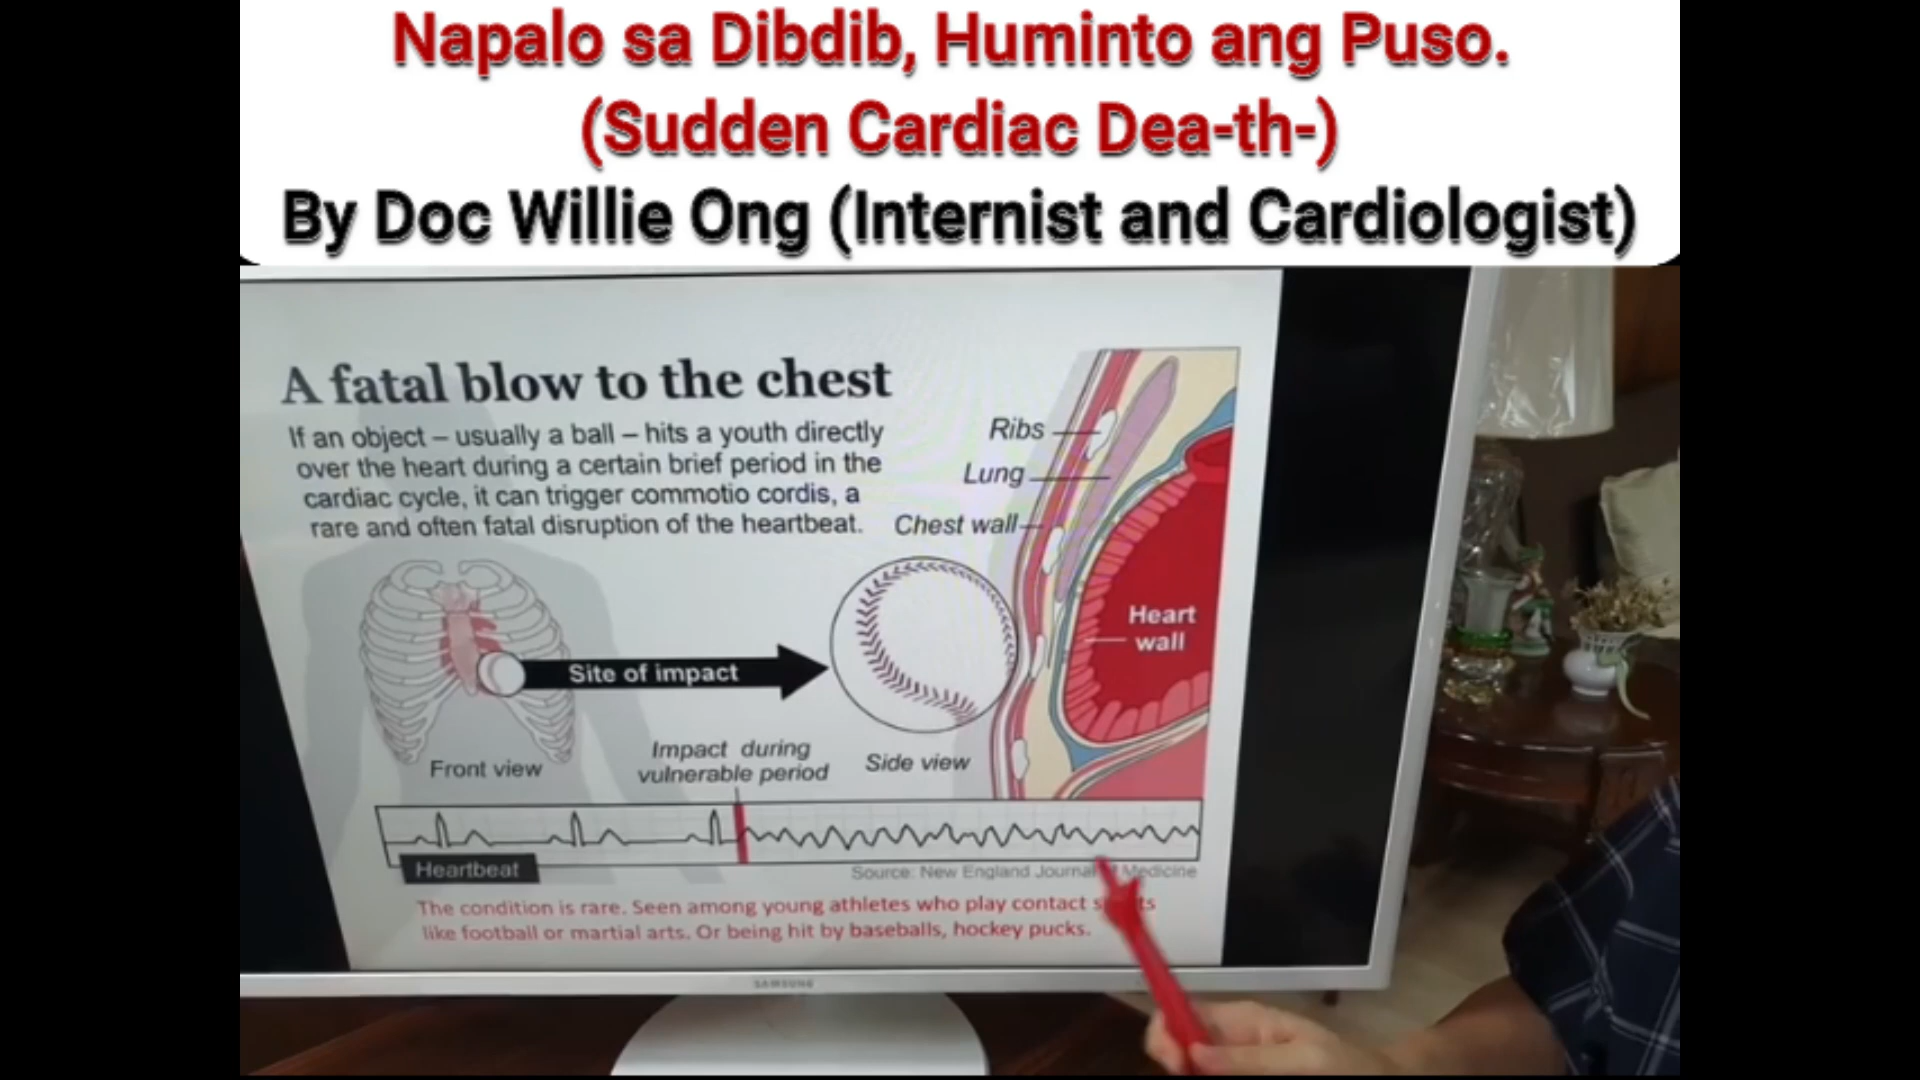 Napalo sa Dibdib, Huminto ang Puso.
(Sudden Cardiac Dea-th-)
By Doc Willie Ong (Internist and Cardiologist)
A fatal blow to the chest
If an object – usually a ball – hits a youth directly
over the heart during a certain brief period in the
cardiac cycle, it can trigger commotio cordis, a
rare and often fatal disruption of the heartbeat.
Ribs
Lung
Chest wall
Heart
wall
Site of impact
Front view
Impact during
vulnerable period
Side view
Heartbeat
Source: New England Journal Medicine
The condition is rare. Seen among young athletes who play contact
like football or martial arts. Or being hit by baseballs, hockey pucks.
SAMSUNG